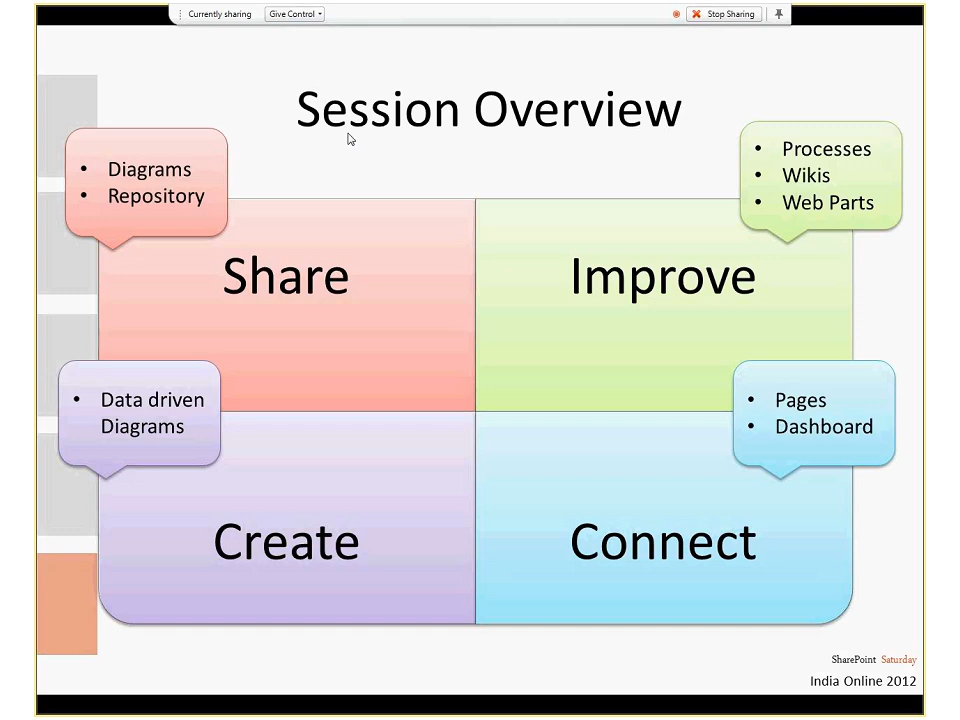 Currently sharing Give Control Stop Sharing
Session Overview
• Diagrams
• Repository
• Processes
• Wikis
• Web Parts
Share
Improve
• Data driven
Diagrams
• Pages
• Dashboard
Create
Connect
SharePoint Saturday
India Online 2012